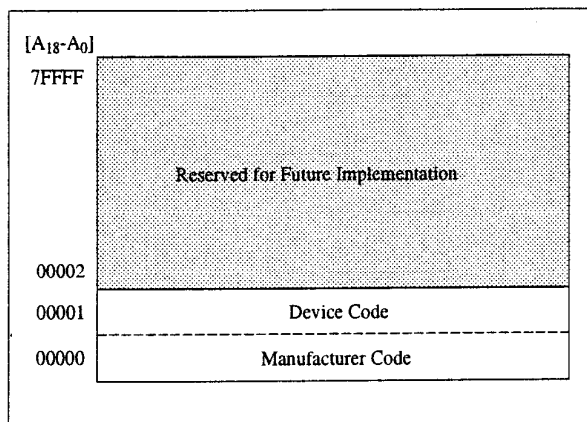 [A18-A0]
7FFFF
Reserved for Future Implementation
00002
00001 Device Code
00000 Manufacturer Code